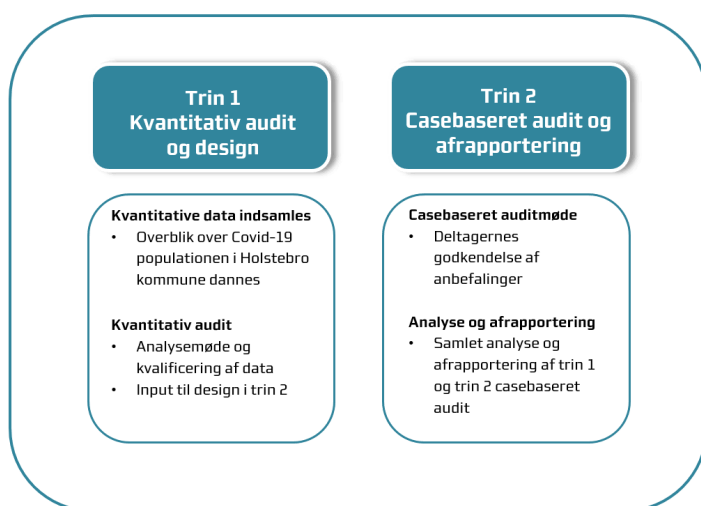 Trin 1
Kvantitativ audit
og design
Kvantitative data indsamles
• Overblik over Covid-19
populationen i Holstebro
kommune dannes
Kvantitativ audit
• Analysemøde og
kvalificering af data
• Input til design i trin 2
Trin 2
Casebaseret audit og
afrapportering
Casebaseret auditmøde
• Deltagernes
godkendelse af
anbefalinger
Analyse og afrapportering
• Samlet analyse og
afrapportering af trin 1
og trin 2 casebaseret
audit